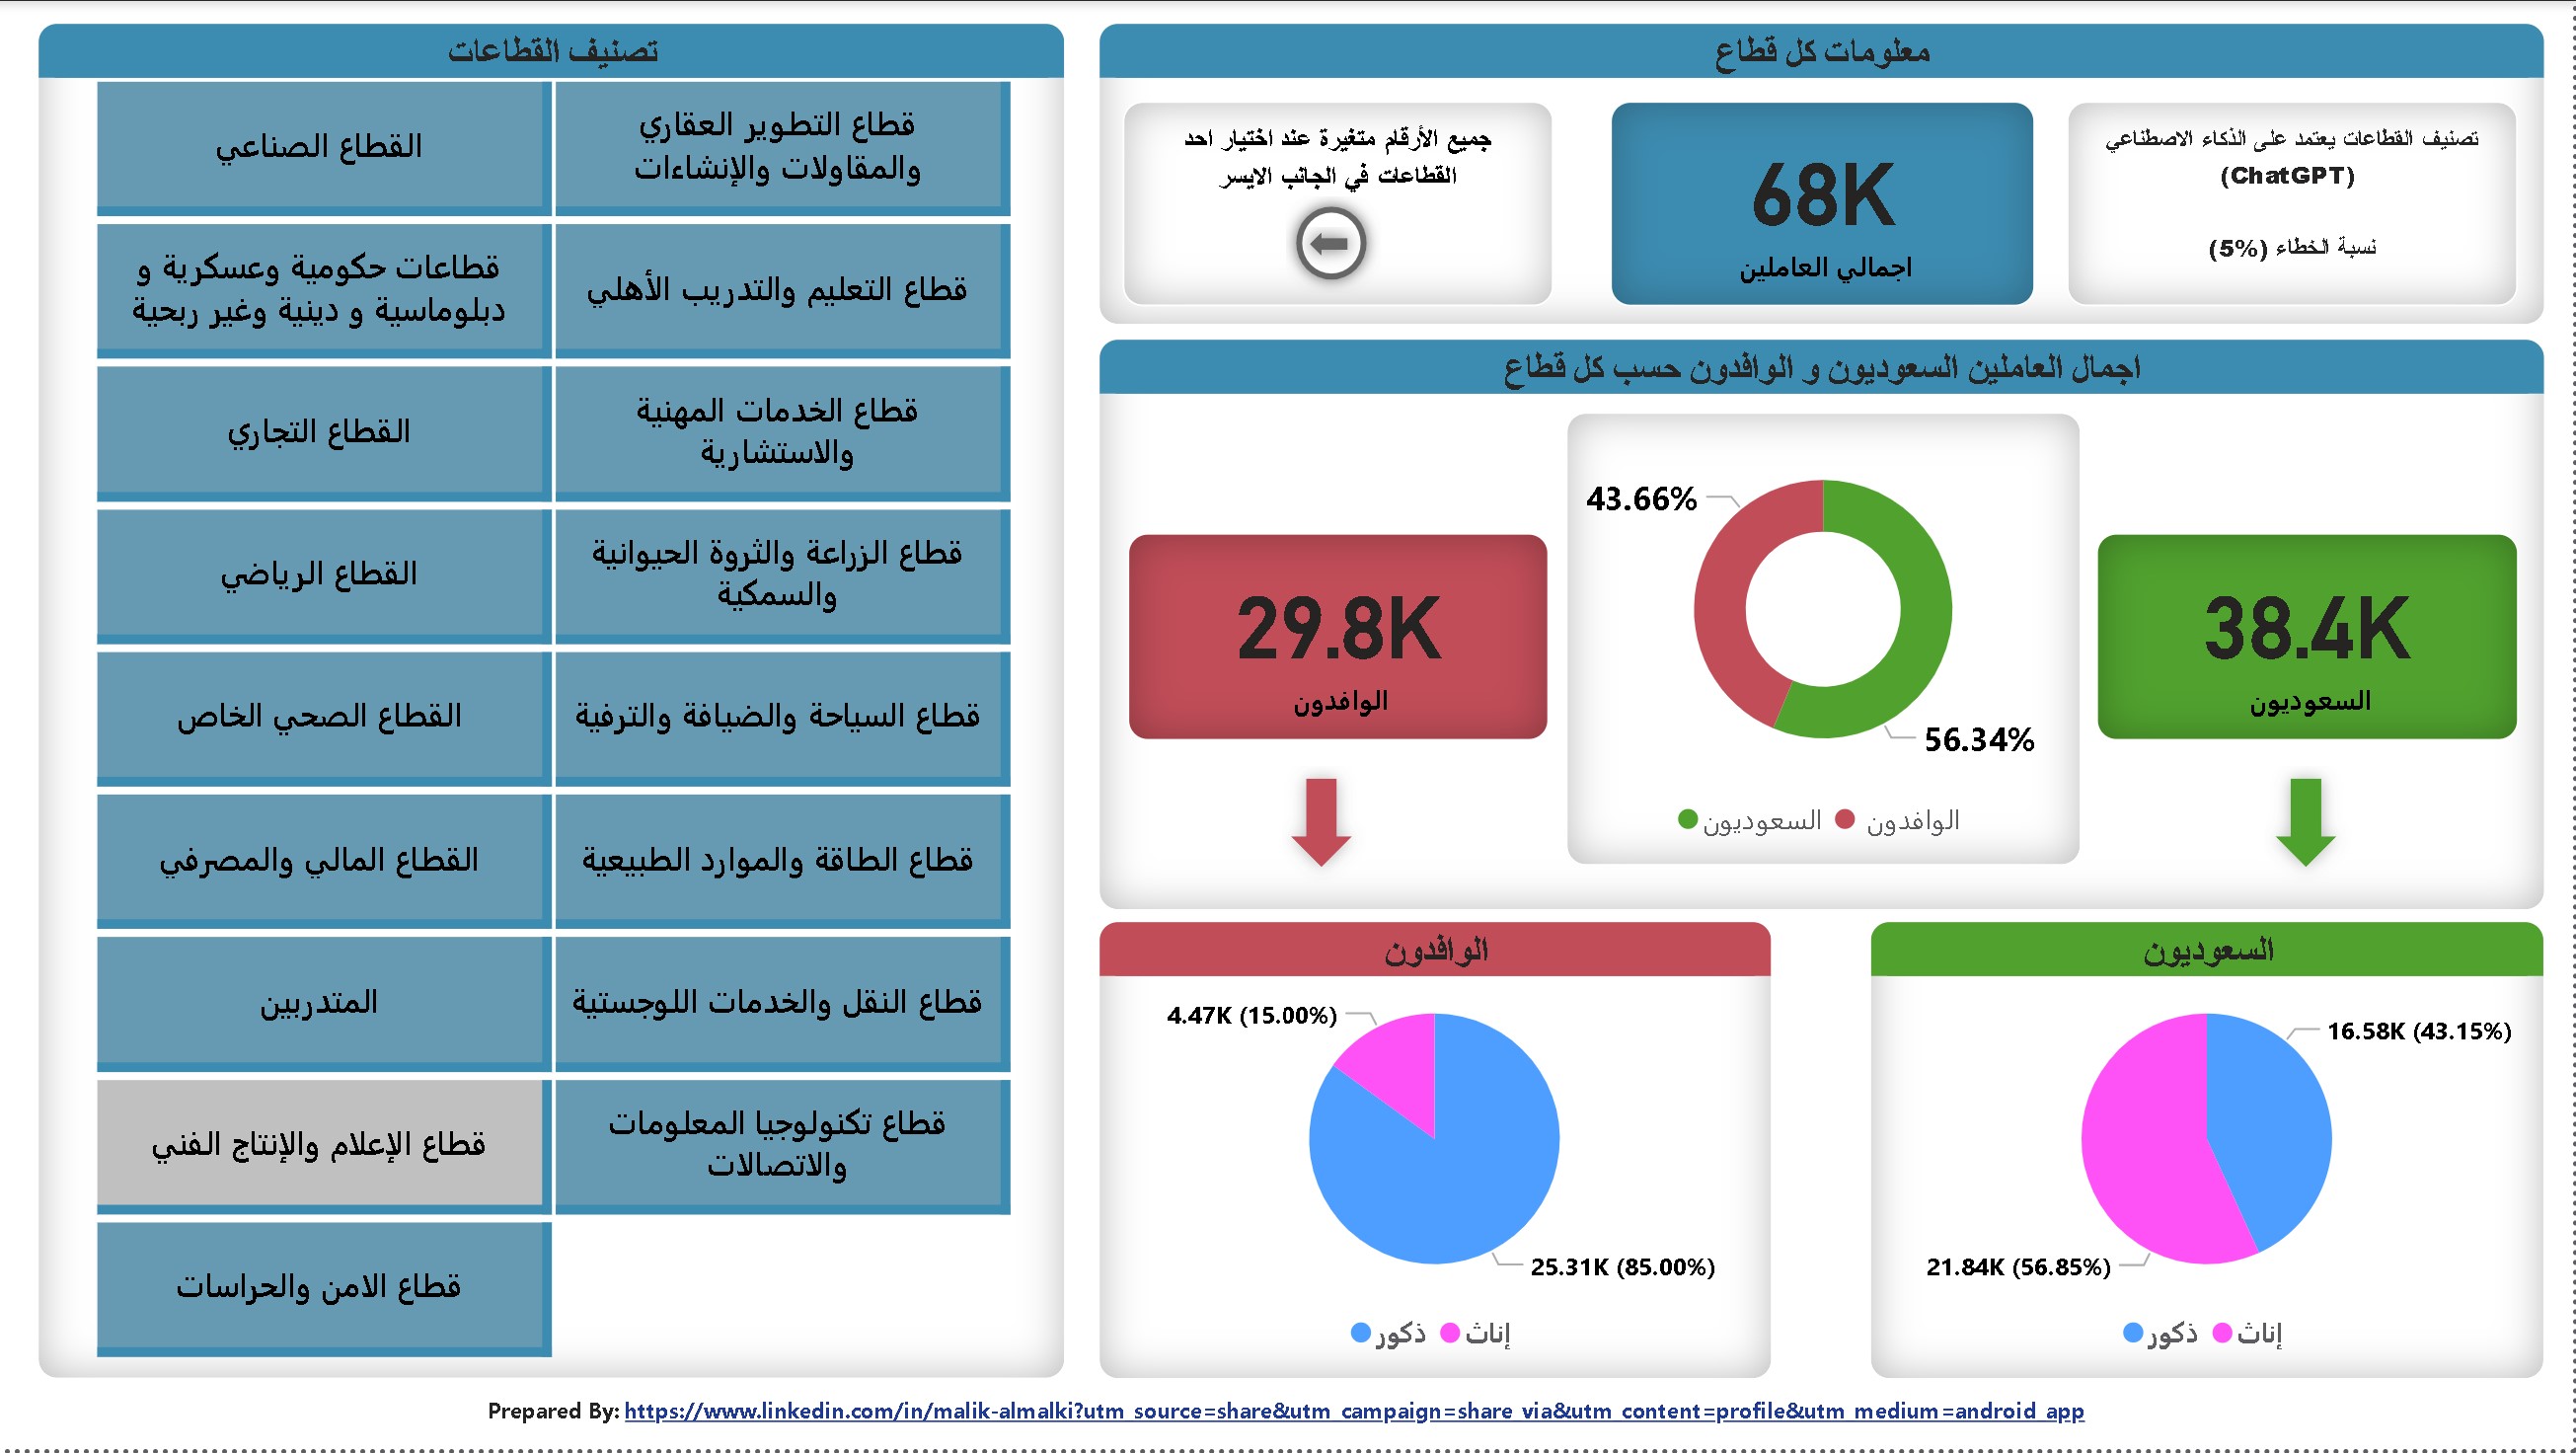 معلومات كل قطاع
تصنيف القطاعات يعتمد على الذكاء الاصطناعي
(ChatGPT)
نسبة الخطاء (5%)
68K
اجمالي العاملين
جميع الأرقام متغيرة عند اختيار احد
القطاعات في الجانب الايسر
اجمال العاملين السعوديون و الوافدون حسب كل قطاع
38.4K
السعوديون
43.66%
56.34%
السعوديون
الوافدون
29.8K
الوافدون
السعوديون
16.58K (43.15%)
21.84K (56.85%)
ذكور
إناث
الوافدون
4.47K (15.00%)
25.31K (85.00%)
ذكور
إناث
تصنيف القطاعات
قطاع التطوير العقاري
والمقاولات والإنشاءات
القطاع الصناعي
قطاع التعليم والتدريب الأهلي
قطاعات حكومية وعسكرية و
دبلوماسية و دينية وغير ربحية
قطاع الخدمات المهنية
والاستشارية
القطاع التجاري
قطاع الزراعة والثروة الحيوانية
والسمكية
القطاع الرياضي
قطاع السياحة والضيافة والترفية
القطاع الصحي الخاص
قطاع الطاقة والموارد الطبيعية
القطاع المالي والمصرفي
قطاع النقل والخدمات اللوجستية
المتدربين
قطاع تكنولوجيا المعلومات
والاتصالات
قطاع الإعلام والإنتاج الفني
قطاع الامن والحراسات
Prepared By: https://www.linkedin.com/in/malik-almalki?utm_source=share&utm_campaign=share_via&utm_content=profile&utm_medium=android_app